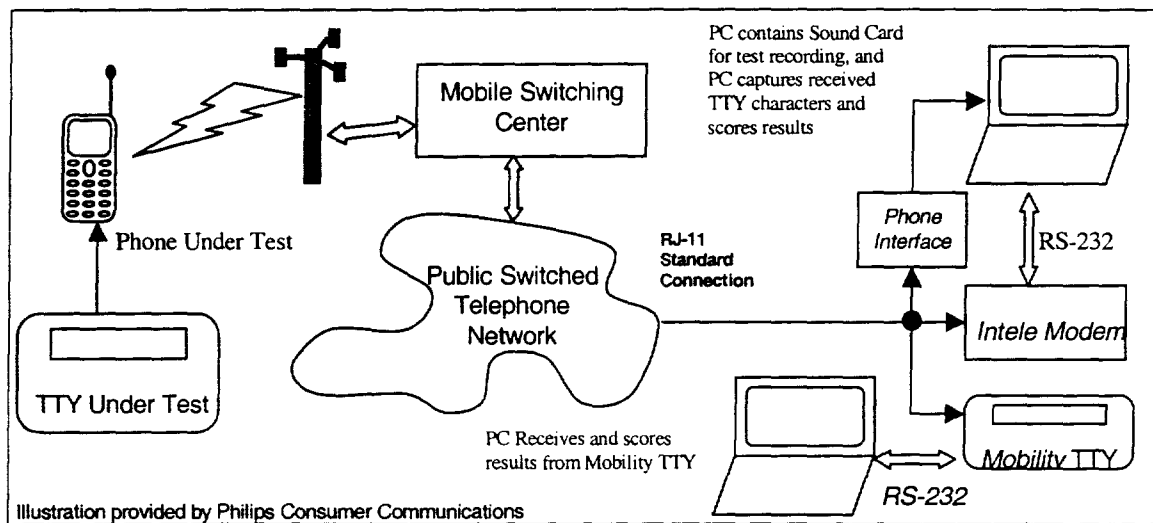 PC contains Sound Card
for test recording, and
PC captures received
TTY characters and
scores results
Mobile Switching
Center
Phone Under Test
Phone
Interface
RS-232
RJ-11
Standard
Connection
Public Switched
Telephone
Network
Intele Modem
TTY Under Test
PC Receives and scores
results from Mobility TTY
Mobility TTY
RS-232
Illustration provided by Philips Consumer Communications